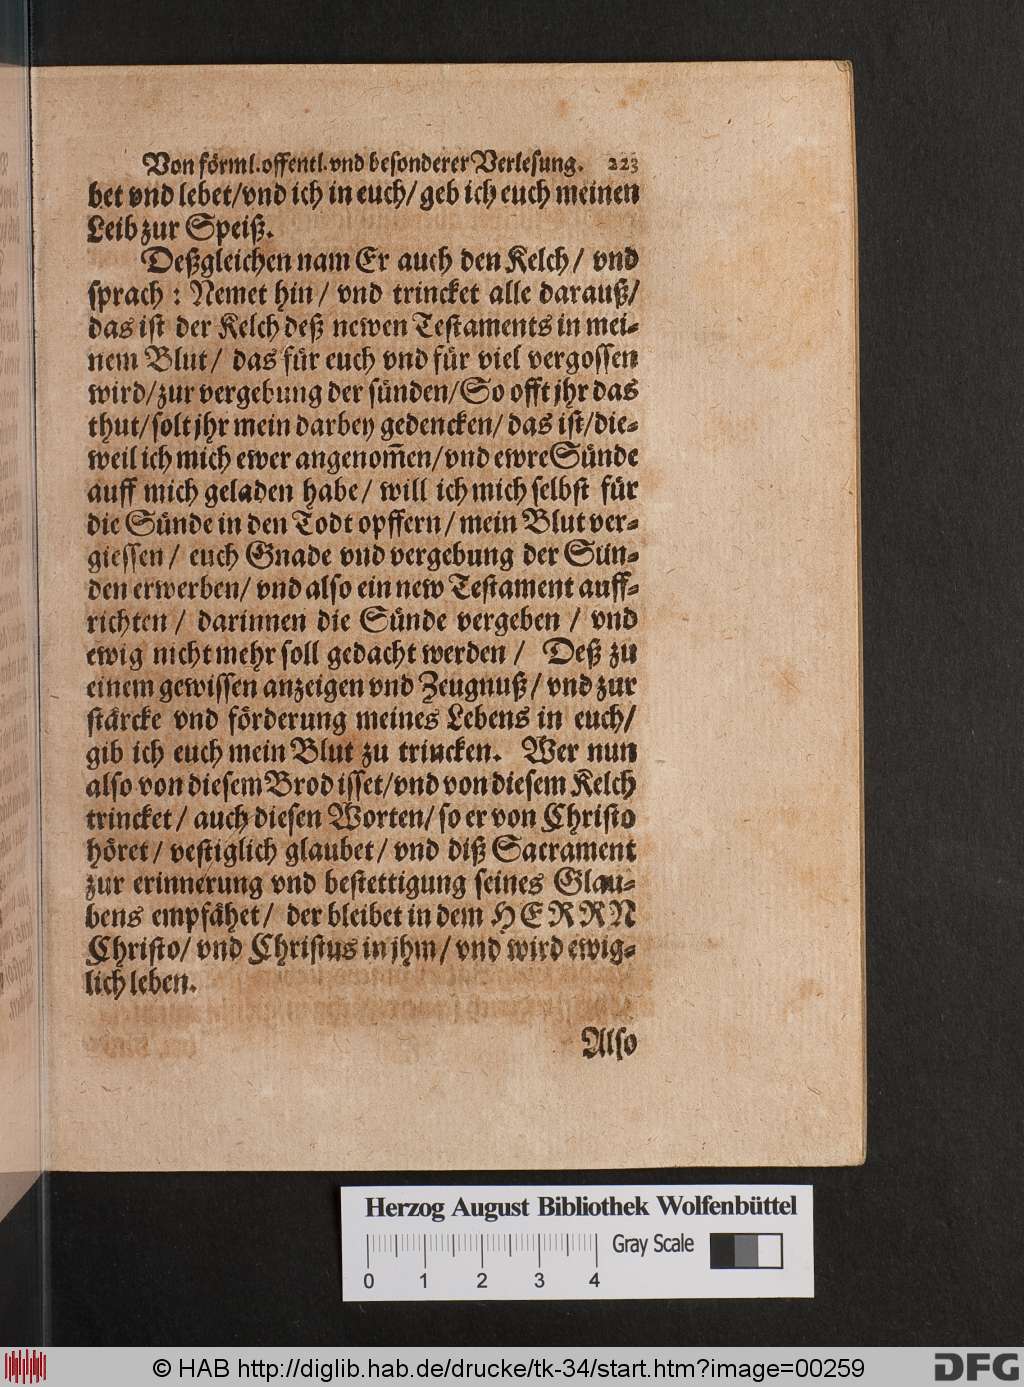 Von förml. offentl. vnd besonderer Verlesung. 223
bet vnd lebet/vnd ich in euch/ geb ich euch meinen
Leib zur Speiß.
Deßgleichen nam Er auch den Kelch/ vnd
sprach : Nemet hin/ vnd trincket alle darauß/
das ist der Kelch deß newen Testaments in mei-
nem Blut/ das für euch vnd für viel vergossen
wird/zur vergebung der sünden/So offt jhr das
thut/solt jhr mein darbey gedencken/das ist/die-
weil ich mich ewer angenom̄en/vnd ewre Sünde
auff mich geladen habe/ will ich mich selbst für
die Sünde in den Todt opffern/mein Blut ver-
giessen/ euch Gnade vnd vergebung der Sün-
den erwerben/ vnd also ein new Testament auff-
richten/ darinnen die Sünde vergeben / vnd
ewig nicht mehr soll gedacht werden/ Deß zu
einem gewissen anzeigen vnd Zeugnuß/ vnd zur
stärcke vnd förderung meines Lebens in euch/
gib ich euch mein Blut zu trincken. Wer nun
also von diesem Brod isset/vnd von diesem Kelch
trincket/ auch diesen Worten/ so er von Christo
höret/ vestiglich glaubet/ vnd diß Sacrament
zur erinnerung vnd bestettigung seines Glau-
bens empfähet/ der bleibet in dem HERRN
Christo/ vnd Christus in jhm/ vnd wird ewig-
lich leben.
Also
Herzog August Bibliothek Wolfenbüttel
Gray Scale
0 1 2 3 4
© HAB http://diglib.hab.de/drucke/tk-34/start.htm?image=00259
DFG